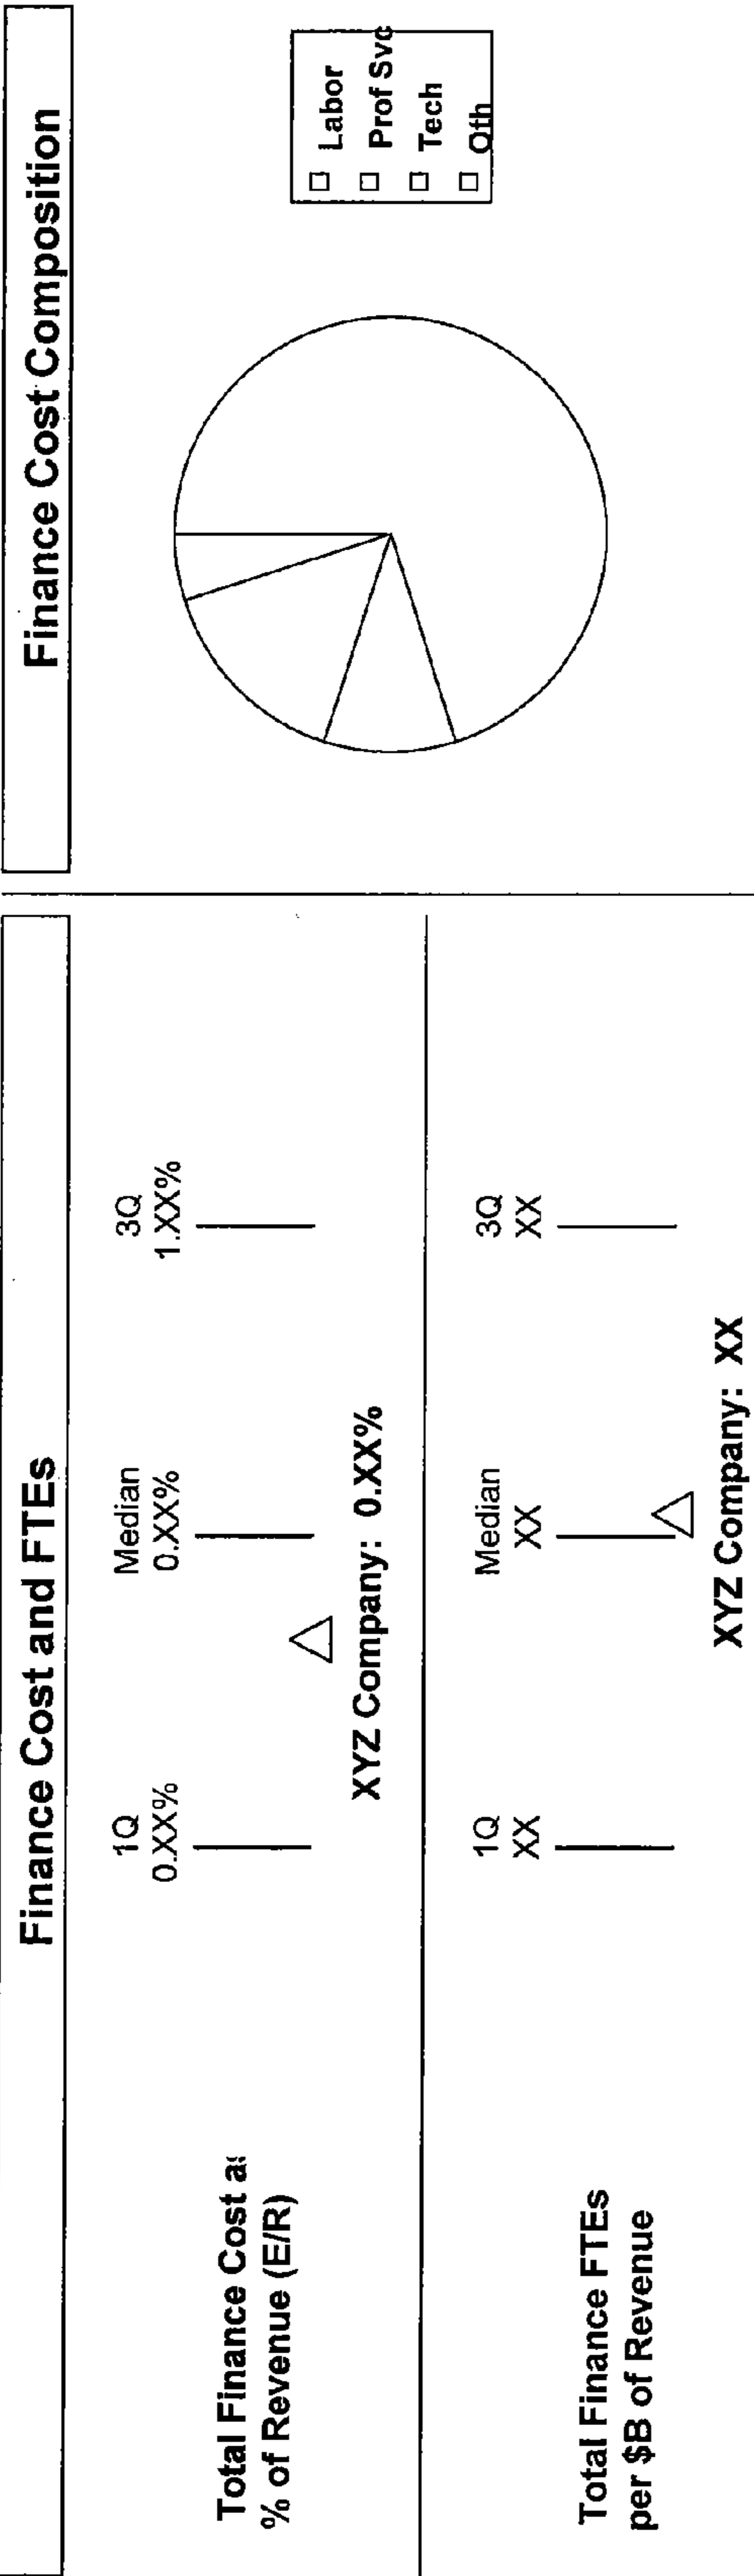 Finance Cost and FTEs
1Q
0.XX%
Median
0.XX%
3Q
1.XX%
Total Finance Cost a
% of Revenue (E/R)
XYZ Company: 0.XX%
1Q
XX
Median
XX
3Q
XX
Total Finance FTEs
per $B of Revenue
XYZ Company: XX
Finance Cost Composition
Labor
Prof Svc
Tech
Oth